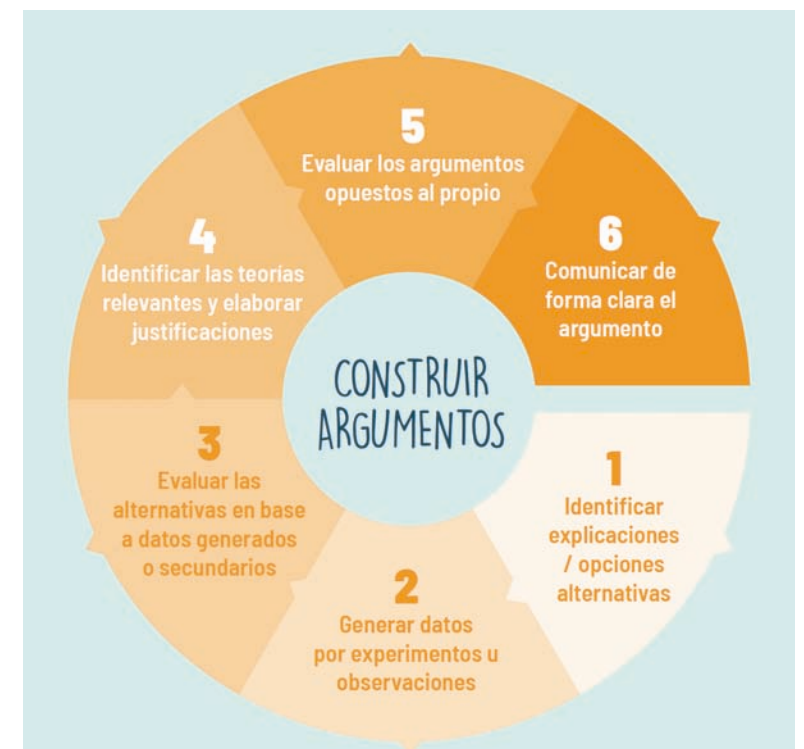 CONSTRUIR
ARGUMENTOS
1
Identificar
explicaciones
/ opciones
alternativas
2
Generar datos
por experimentos u
observaciones
3
Evaluar las
alternativas en base
a datos generados
o secundarios
4
Identificar las teorías
relevantes y elaborar
justificaciones
5
Evaluar los argumentos
opuestos al propio
6
Comunicar de
forma clara el
argumento